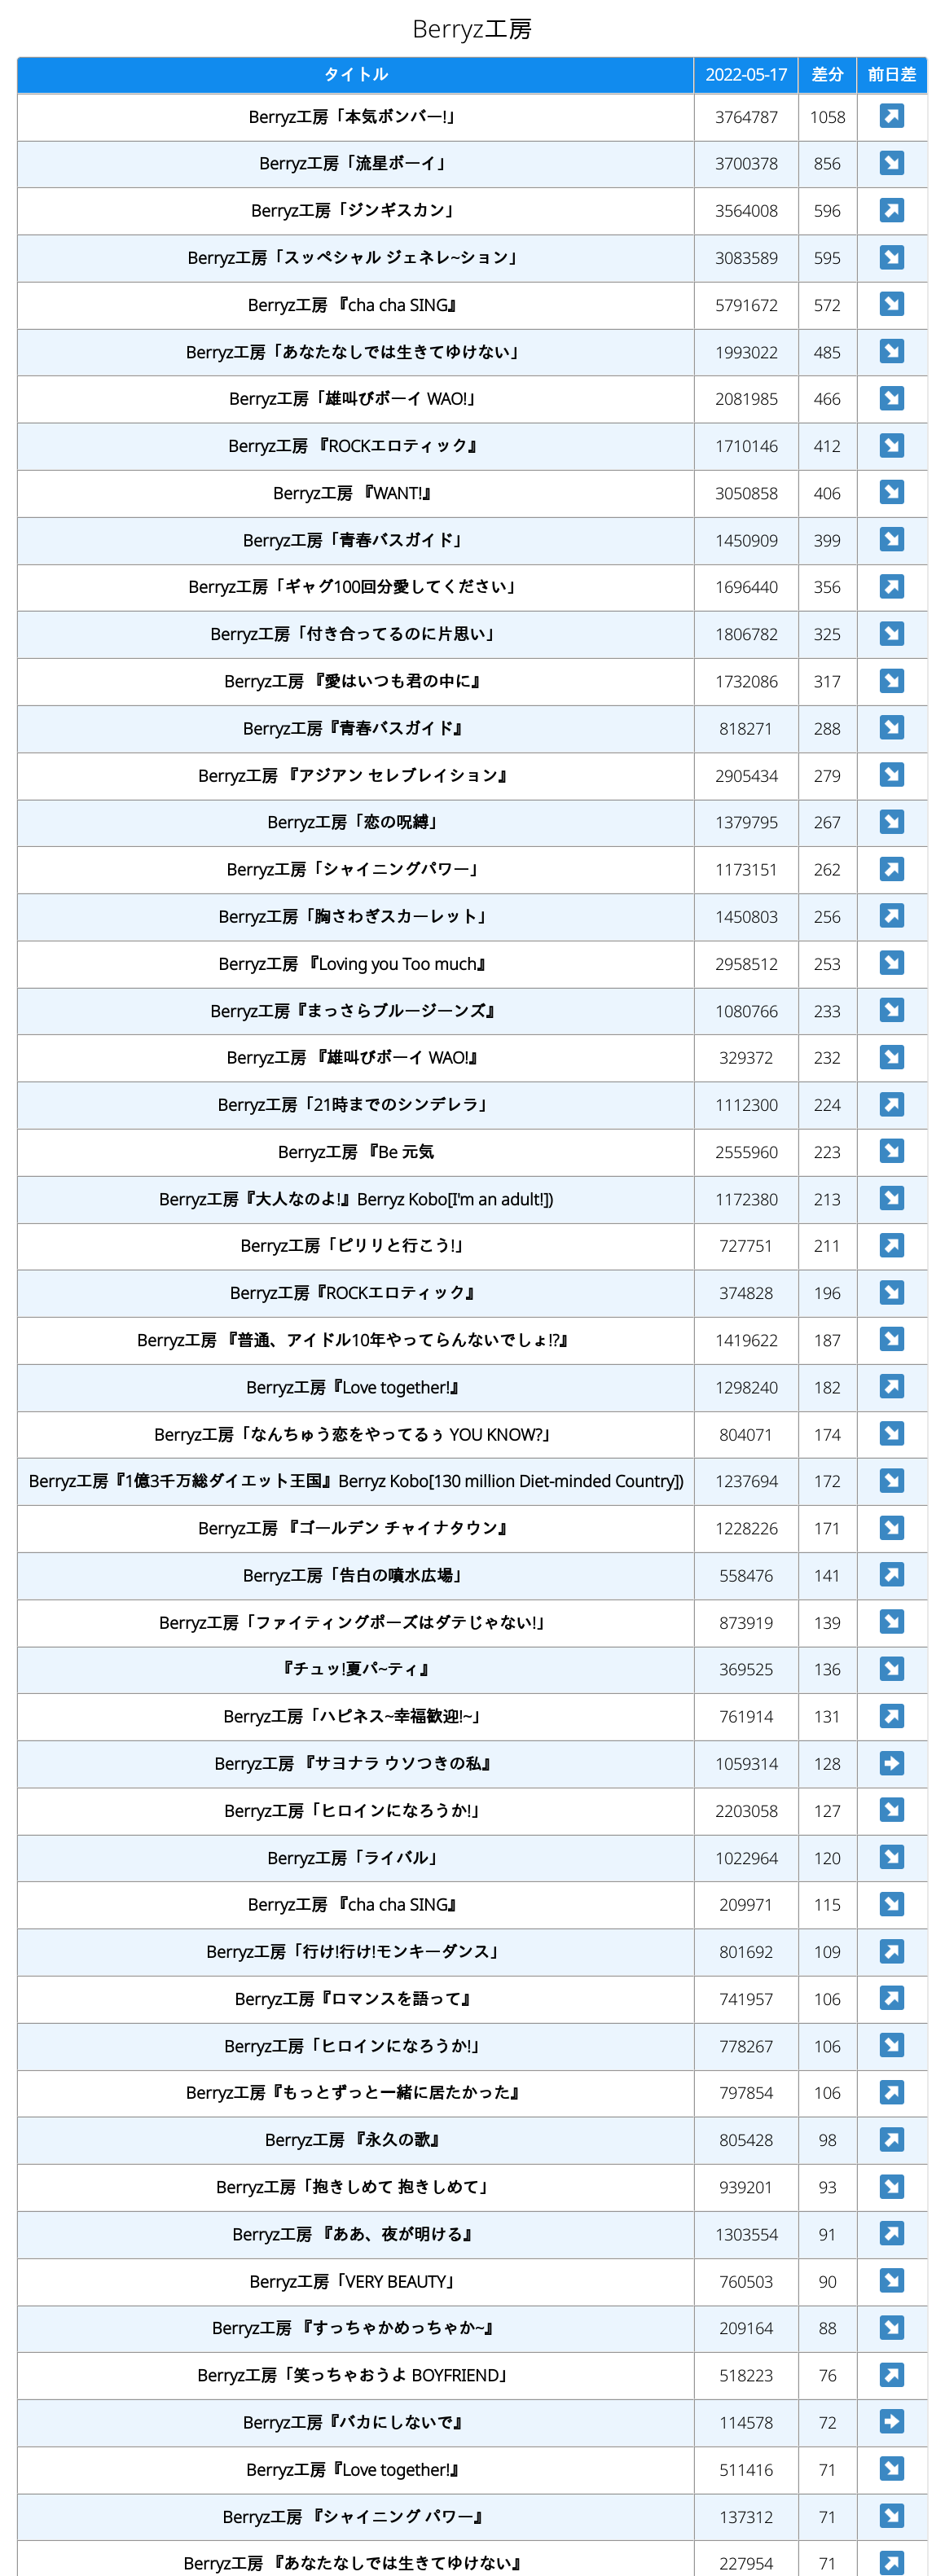 Berryz工房
タイトル 2022-05-17 差分 前日差
Berryz工房「本気ボンバー!」 3764787 1058 ↗
Berryz工房「流星ボーイ」 3700378 856 ↘
Berryz工房「ジンギスカン」 3564008 596 ↗
Berryz工房「スッペシャル ジェネレ~ション」 3083589 595 ↘
Berryz工房 『cha cha SING』 5791672 572 ↘
Berryz工房「あなたなしでは生きてゆけない」 1993022 485 ↘
Berryz工房「雄叫びボーイ WAO!」 2081985 466 ↘
Berryz工房 『ROCKエロティック』 1710146 412 ↘
Berryz工房 『WANT!』 3050858 406 ↘
Berryz工房「青春バスガイド」 1450909 399 ↘
Berryz工房「ギャグ100回分愛してください」 1696440 356 ↗
Berryz工房「付き合ってるのに片思い」 1806782 325 ↘
Berryz工房 『愛はいつも君の中に』 1732086 317 ↘
Berryz工房『青春バスガイド』 818271 288 ↘
Berryz工房 『アジアン セレブレイション』 2905434 279 ↘
Berryz工房「恋の呪縛」 1379795 267 ↘
Berryz工房「シャイニングパワー」 1173151 262 ↗
Berryz工房「胸さわぎスカーレット」 1450803 256 ↗
Berryz工房 『Loving you Too much』 2958512 253 ↘
Berryz工房『まっさらブルージーンズ』 1080766 233 ↘
Berryz工房 『雄叫びボーイ WAO!』 329372 232 ↘
Berryz工房「21時までのシンデレラ」 1112300 224 ↗
Berryz工房 『Be 元気 2555960 223 ↘
Berryz工房『大人なのよ!』Berryz Kobo[I'm an adult!]) 1172380 213 ↘
Berryz工房「ピリリと行こう!」 727751 211 ↗
Berryz工房『ROCKエロティック』 374828 196 ↘
Berryz工房 『普通、アイドル10年やってらんないでしょ!?』 1419622 187 ↘
Berryz工房『Love together!』 1298240 182 ↗
Berryz工房「なんちゅう恋をやってるぅ YOU KNOW?」 804071 174 ↘
Berryz工房『1億3千万総ダイエット王国』Berryz Kobo[130 million Diet-minded Country]) 1237694 172 ↘
Berryz工房 『ゴールデン チャイナタウン』 1228226 171 ↘
Berryz工房「告白の噴水広場」 558476 141 ↗
Berryz工房「ファイティングポーズはダテじゃない!」 873919 139 ↘
『チュッ!夏パ~ティ』 369525 136 ↘
Berryz工房「ハピネス~幸福歓迎!~」 761914 131 ↗
Berryz工房 『サヨナラ ウソつきの私』 1059314 128 ➡
Berryz工房「ヒロインになろうか!」 2203058 127 ↘
Berryz工房「ライバル」 1022964 120 ↘
Berryz工房 『cha cha SING』 209971 115 ↘
Berryz工房「行け!行け!モンキーダンス」 801692 109 ↗
Berryz工房『ロマンスを語って』 741957 106 ↗
Berryz工房「ヒロインになろうか!」 778267 106 ↘
Berryz工房『もっとずっと一緒に居たかった』 797854 106 ↗
Berryz工房 『永久の歌』 805428 98 ↗
Berryz工房「抱きしめて 抱きしめて」 939201 93 ↘
Berryz工房 『ああ、夜が明ける』 1303554 91 ↗
Berryz工房「VERY BEAUTY」 760503 90 ↘
Berryz工房 『すっちゃかめっちゃか~』 209164 88 ↘
Berryz工房「笑っちゃおうよ BOYFRIEND」 518223 76 ↗
Berryz工房『バカにしないで』 114578 72 ➡
Berryz工房『Love together!』 511416 71 ↘
Berryz工房 『シャイニング パワー』 137312 71 ↘
Berryz工房 『あなたなしでは生きてゆけない』 227954 71 ↗